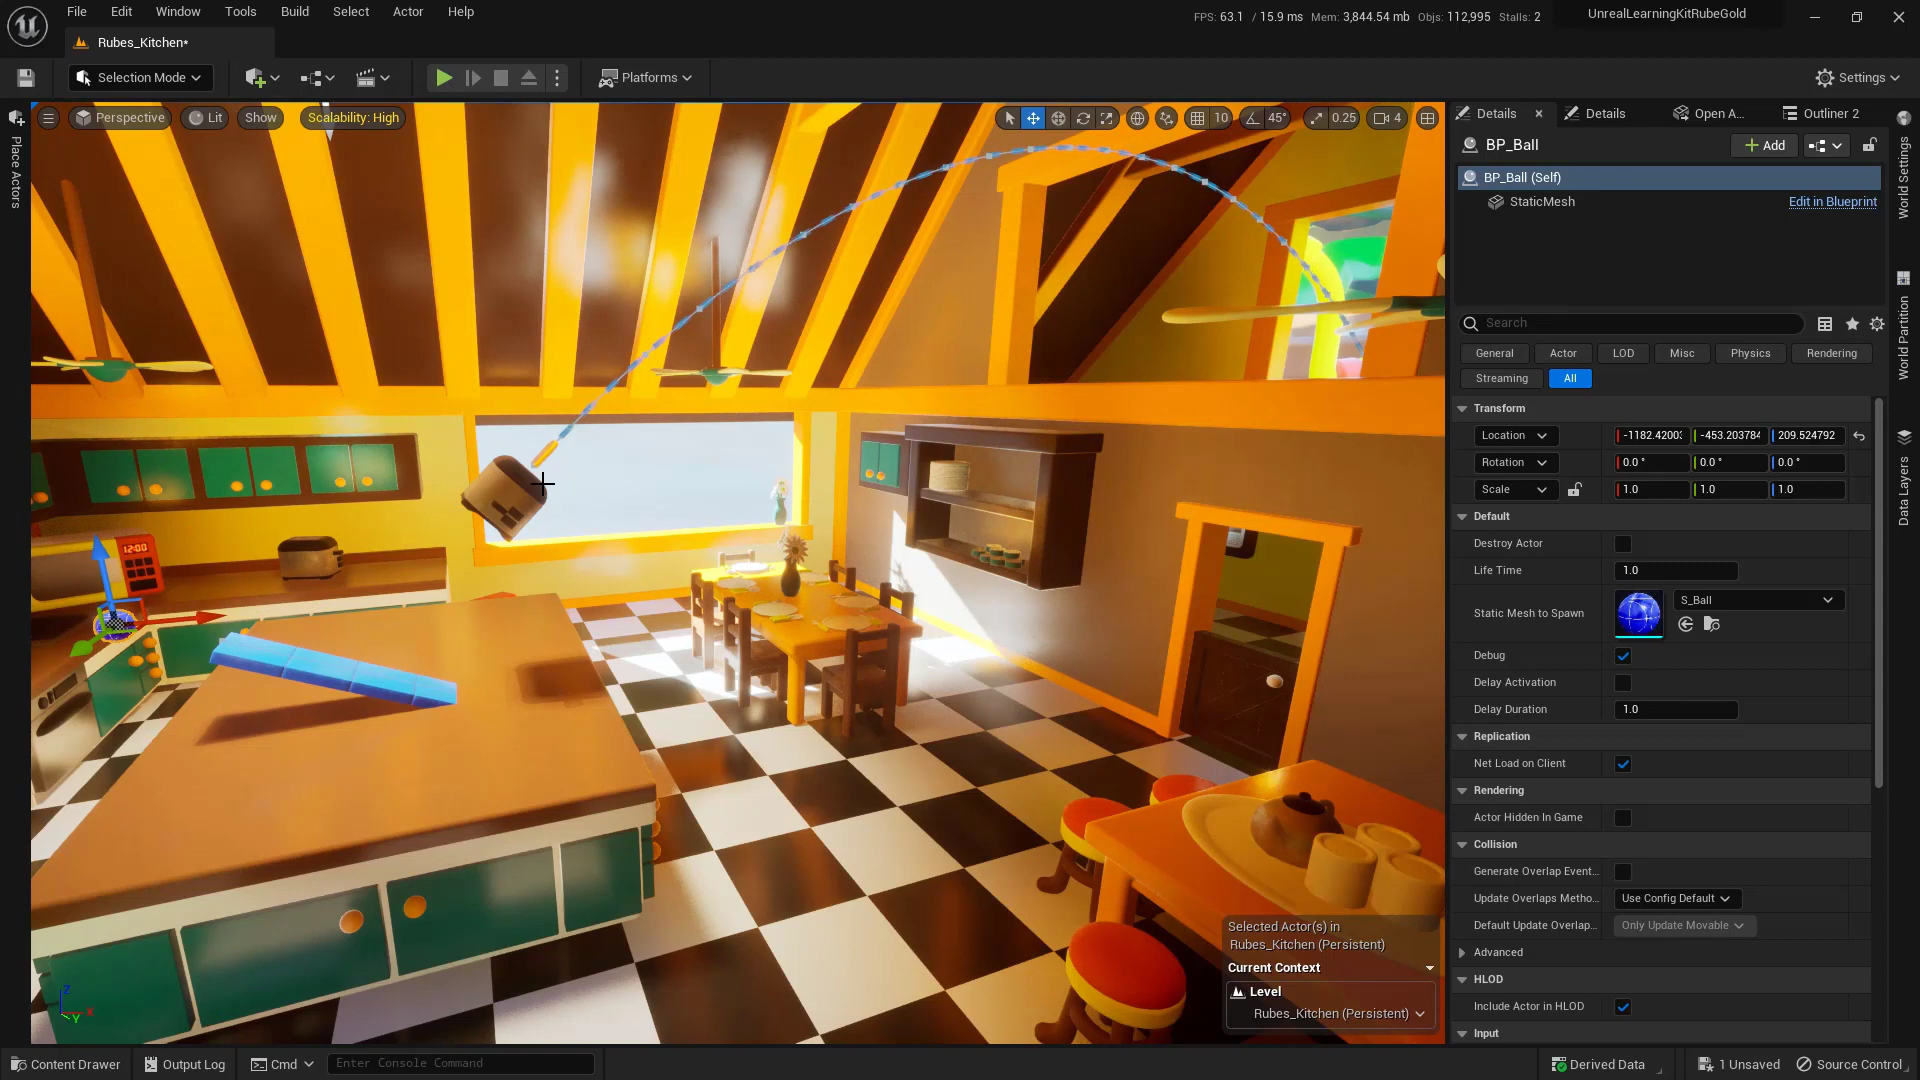 File Edit Window Tools Build Select Actor Help
FPS: 63.1 / 15.9 ms Mem: 3,844.54 mb Objs: 112,995 Stalls: 2
UnrealLearningKitRubeGold
Rubes_Kitchen*
Selection Mode
Platforms
Settings
Place Actors
Perspective Lit Show Scalability: High
10 45° 0.25 4
Details Details Open A... Outliner 2
BP_Ball
Add
BP_Ball (Self)
StaticMesh Edit in Blueprint
Search
General Actor LOD Misc Physics Rendering
Streaming All
Transform
Location -1182.4200 -453.203784 209.524792
Rotation 0.0 ° 0.0 ° 0.0 °
Scale 1.0 1.0 1.0
Default
Destroy Actor
Life Time 1.0
Static Mesh to Spawn S_Ball
Debug
Delay Activation
Delay Duration 1.0
Replication
Net Load on Client
Rendering
Actor Hidden In Game
Collision
Generate Overlap Event...
Update Overlaps Metho... Use Config Default
Default Update Overlap... Only Update Movable
Advanced
HLOD
Include Actor in HLOD
Input
World Settings
World Partition
Data Layers
12:00
Z
X
Y
Selected Actor(s) in
Rubes_Kitchen (Persistent)
Current Context
Level
Rubes_Kitchen (Persistent)
Content Drawer Output Log Cmd Enter Console Command
Derived Data 1 Unsaved Source Control